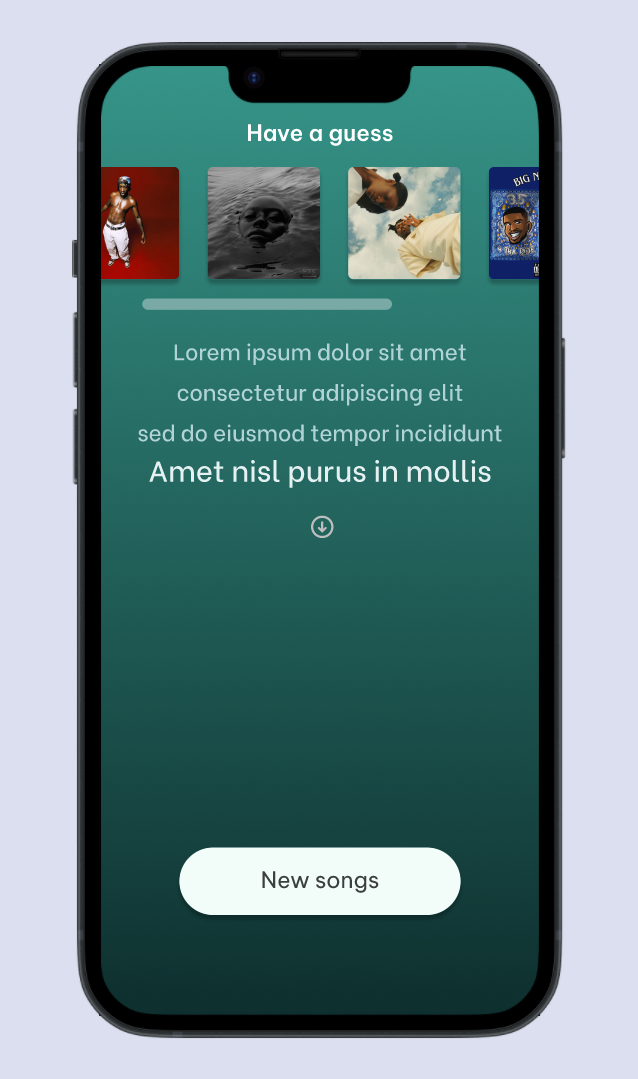 Have a guess
BIG
Lorem ipsum dolor sit amet
consectetur adipiscing elit
sed do eiusmod tempor incididunt
Amet nisl purus in mollis
New songs